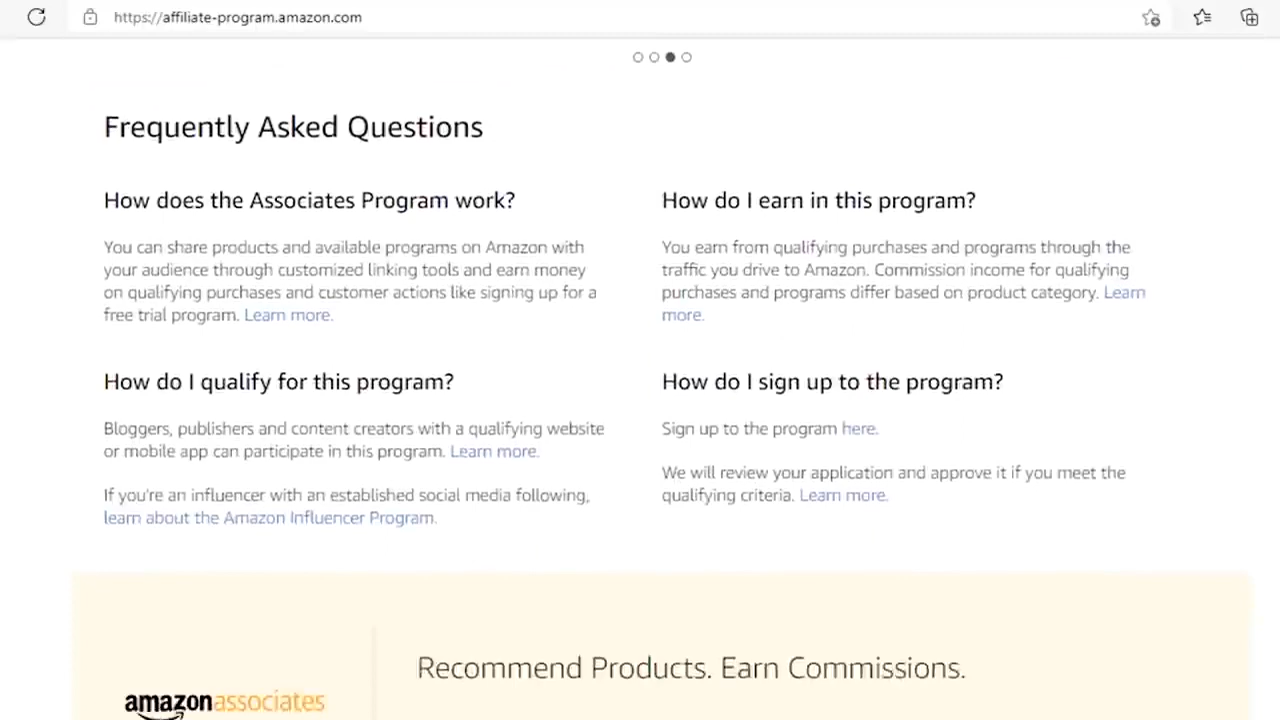 https://affiliate-program.amazon.com
Frequently Asked Questions
How does the Associates Program work?
You can share products and available programs on Amazon with
your audience through customized linking tools and earn money
on qualifying purchases and customer actions like signing up for a
free trial program. Learn more.
How do I earn in this program?
You earn from qualifying purchases and programs through the
traffic you drive to Amazon. Commission income for qualifying
purchases and programs differ based on product category. Learn
more.
How do I qualify for this program?
Bloggers, publishers and content creators with a qualifying website
or mobile app can participate in this program. Learn more.
If you're an influencer with an established social media following,
learn about the Amazon Influencer Program.
How do I sign up to the program?
Sign up to the program here.
We will review your application and approve it if you meet the
qualifying criteria. Learn more.
Recommend Products. Earn Commissions.
amazonassociates